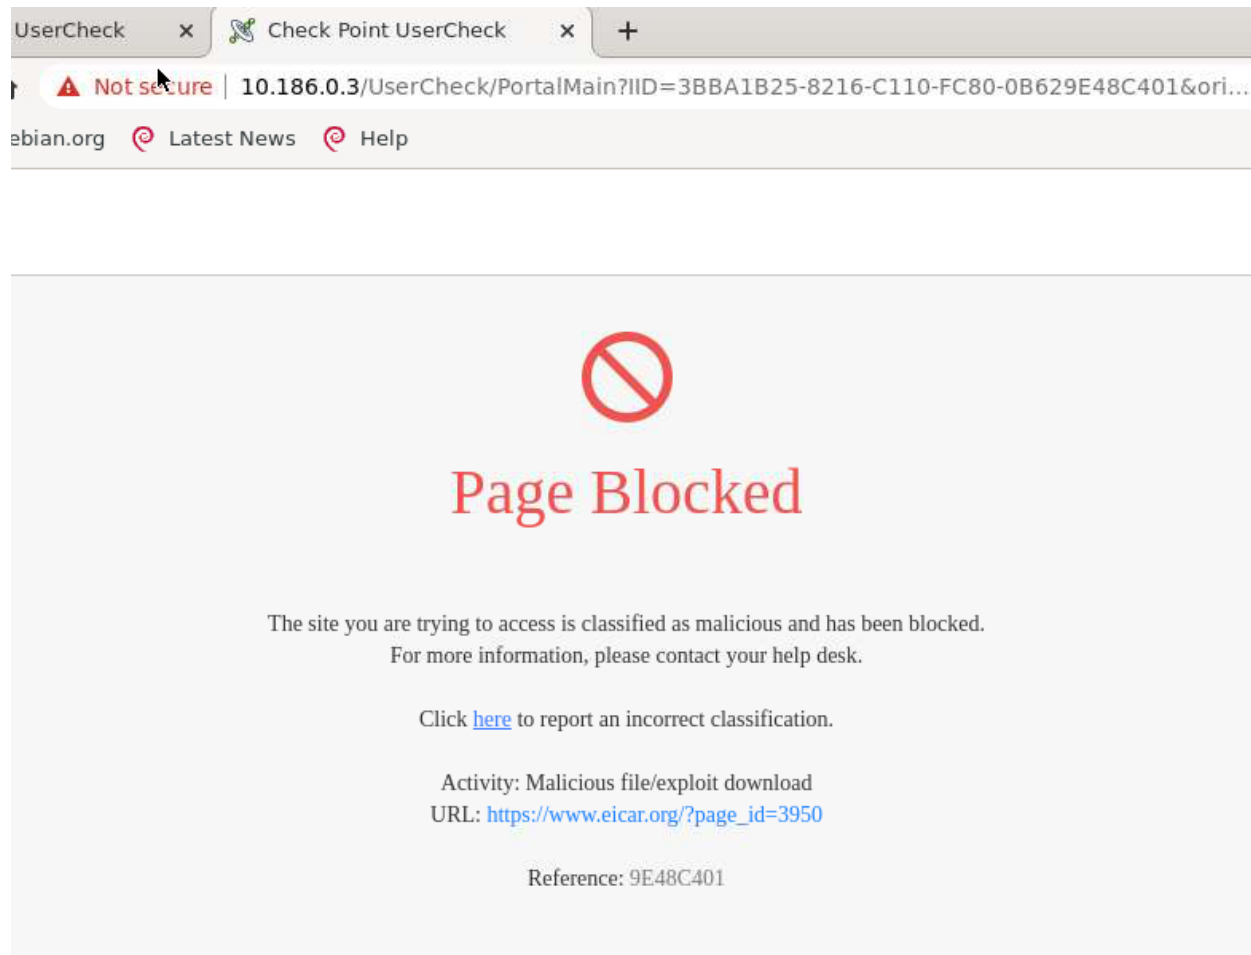 UserCheck
Check Point UserCheck
Not secure | 10.186.0.3/UserCheck/PortalMain?IID=3BBA1B25-8216-C110-FC80-0B629E48C401&ori...
ebian.org Latest News Help
Page Blocked
The site you are trying to access is classified as malicious and has been blocked.
For more information, please contact your help desk.
Click here to report an incorrect classification.
Activity: Malicious file/exploit download
URL: https://www.eicar.org/?page_id=3950
Reference: 9E48C401